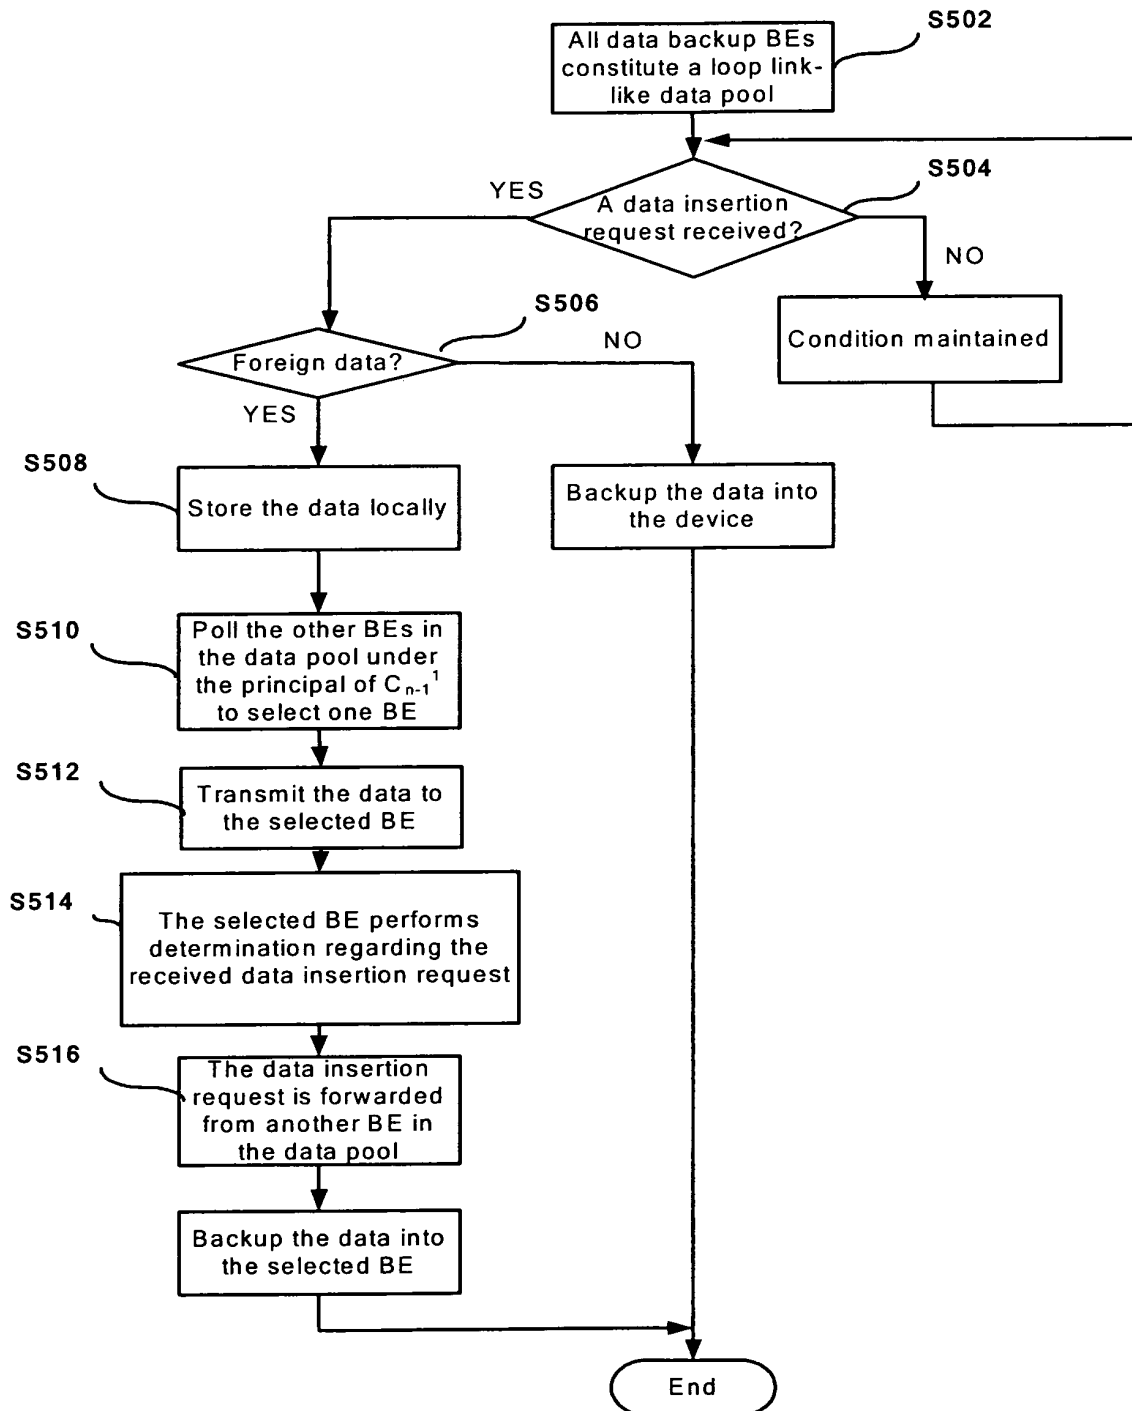 S502
All data backup BEs
constitute a loop link-
like data pool
S504
YES
A data insertion
request received?
NO
S506
Foreign data?
NO
Condition maintained
YES
S508
Store the data locally
Backup the data into
the device
S510
Poll the other BEs in
the data pool under
the principal of Cn-1 1
to select one BE
S512
Transmit the data to
the selected BE
S514
The selected BE performs
determination regarding the
received data insertion request
S516
The data insertion
request is forwarded
from another BE in
the data pool
Backup the data into
the selected BE
End